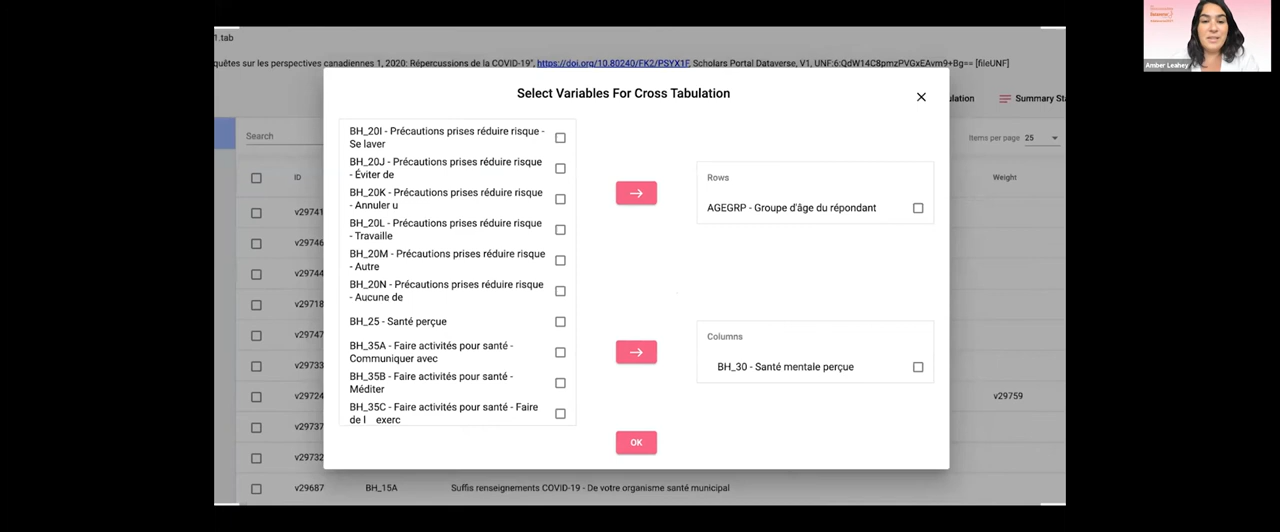 1.tab
quêtes sur les perspectives canadiennes 1, 2020: Répercussions de la COVID-19", https://doi.org/10.80240/FK2/PSYX1F, Scholars Portal Dataverse, V1, UNF:6:QdW14C8pmzPVGxEAvm9+Bg== [fileUNF]
Amber Leahey
Select Variables For Cross Tabulation
ulation
Summary Sta
Search
Items per page 25
ID
Weight
v29741
v29746
v29744
v29718
v29747
v29733
v29724
v29759
v29737
v29732
v29687 BH_15A Suffis renseignements COVID-19 - De votre organisme santé municipal
BH_20I - Précautions prises réduire risque -
Se laver
BH_20J - Précautions prises réduire risque
- Éviter de
BH_20K - Précautions prises réduire risque
- Annuler u
BH_20L - Précautions prises réduire risque
- Travaille
BH_20M - Précautions prises réduire risque
- Autre
BH_20N - Précautions prises réduire risque
- Aucune de
BH_25 - Santé perçue
BH_35A - Faire activités pour santé -
Communiquer avec
BH_35B - Faire activités pour santé -
Méditer
BH_35C - Faire activités pour santé - Faire
de l exerc
Rows
AGEGRP - Groupe d'âge du répondant
Columns
BH_30 - Santé mentale perçue
OK